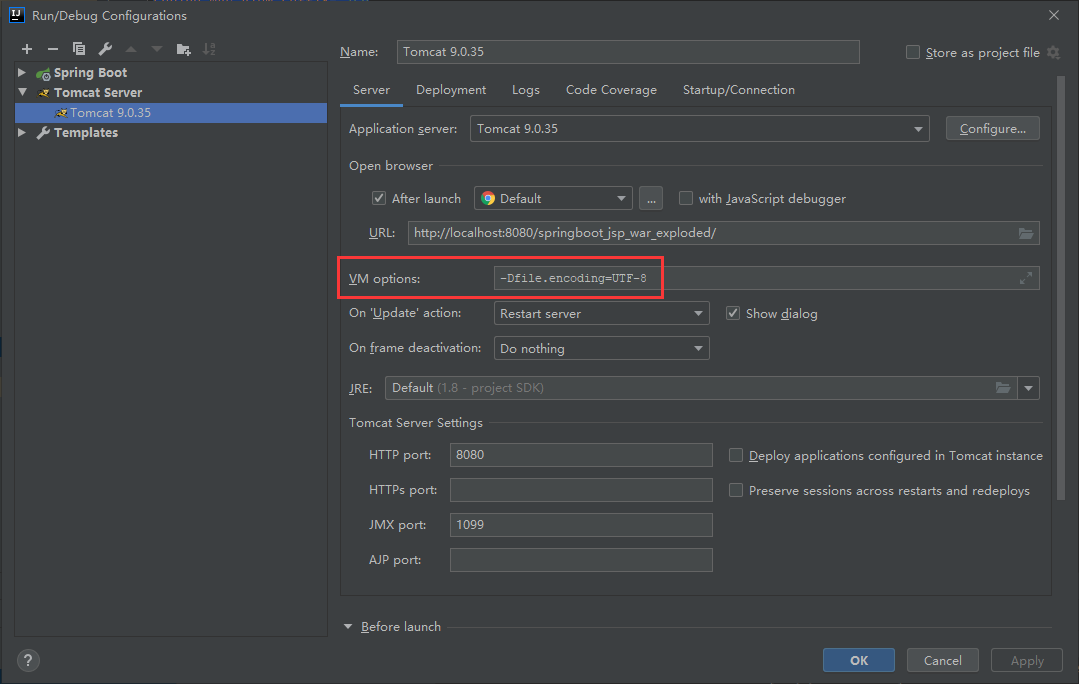 Run/Debug Configurations
Name: Tomcat 9.0.35 Store as project file
Spring Boot
Tomcat Server
Tomcat 9.0.35
Templates
Server Deployment Logs Code Coverage Startup/Connection
Application server: Tomcat 9.0.35 Configure...
Open browser
After launch Default ... with JavaScript debugger
URL: http://localhost:8080/springboot_jsp_war_exploded/
VM options: -Dfile.encoding=UTF-8
On 'Update' action: Restart server Show dialog
On frame deactivation: Do nothing
JRE: Default (1.8 - project SDK)
Tomcat Server Settings
HTTP port: 8080 Deploy applications configured in Tomcat instance
HTTPs port: Preserve sessions across restarts and redeploys
JMX port: 1099
AJP port:
Before launch
? OK Cancel Apply